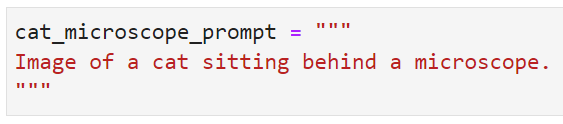 cat_microscope_prompt = """
Image of a cat sitting behind a microscope.
"""